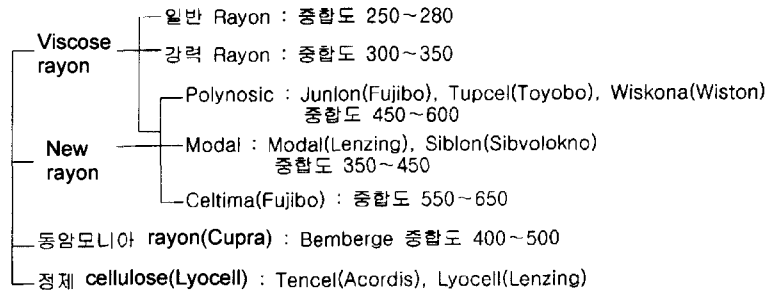 일반 Rayon : 중합도 250~280
Viscose
rayon
강력 Rayon : 중합도 300~350
Polynosic : Junlon(Fujibo), Tupcel(Toyobo), Wiskona(Wiston)
중합도 450~600
New
rayon
Modal : Modal(Lenzing), Siblon(Sibvolokno)
중합도 350~450
Celtima(Fujibo) : 중합도 550~650
동암모니아 rayon(Cupra) : Bemberge 중합도 400~500
정제 cellulose(Lyocell) : Tencel(Acordis), Lyocell(Lenzing)